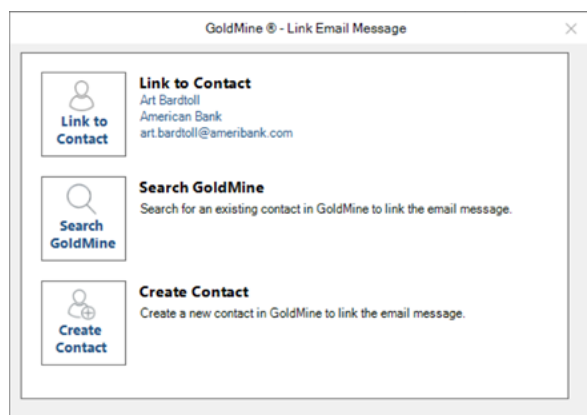 GoldMine ® - Link Email Message
Link to
Contact
Link to Contact
Art Bardtoll
American Bank
art.bardtoll@ameribank.com
Search
GoldMine
Search GoldMine
Search for an existing contact in GoldMine to link the email message.
Create
Contact
Create Contact
Create a new contact in GoldMine to link the email message.